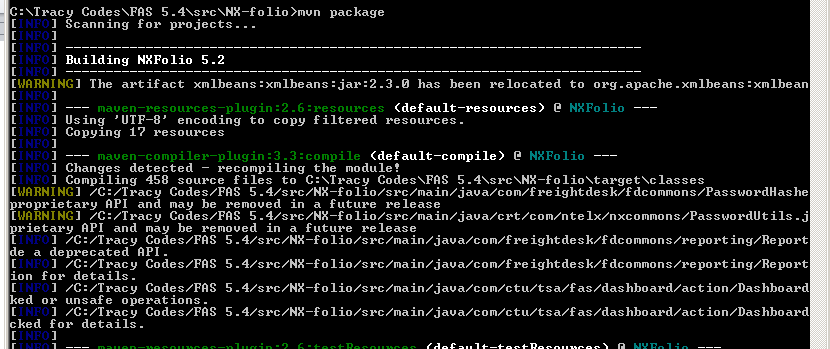 C:\Tracy Codes\FAS 5.4\src\NX-folio>mvn package
[INFO] Scanning for projects...
[INFO]
[INFO] ------------------------------------------------------------------------
[INFO] Building NXFolio 5.2
[INFO] ------------------------------------------------------------------------
[WARNING] The artifact xmlbeans:xmlbeans:jar:2.3.0 has been relocated to org.apache.xmlbeans:xmlbean
[INFO]
[INFO] --- maven-resources-plugin:2.6:resources (default-resources) @ NXFolio ---
[INFO] Using 'UTF-8' encoding to copy filtered resources.
[INFO] Copying 17 resources
[INFO]
[INFO] --- maven-compiler-plugin:3.3:compile (default-compile) @ NXFolio ---
[INFO] Changes detected - recompiling the module!
[INFO] Compiling 458 source files to C:\Tracy Codes\FAS 5.4\src\NX-folio\target\classes
[WARNING] /C:/Tracy Codes/FAS 5.4/src/NX-folio/src/main/java/com/freightdesk/fdcommons/PasswordHashe
proprietary API and may be removed in a future release
[WARNING] /C:/Tracy Codes/FAS 5.4/src/NX-folio/src/main/java/crt/com/ntelx/nxcommons/PasswordUtils.j
prietary API and may be removed in a future release
[INFO] /C:/Tracy Codes/FAS 5.4/src/NX-folio/src/main/java/com/freightdesk/fdcommons/reporting/Report
de a deprecated API.
[INFO] /C:/Tracy Codes/FAS 5.4/src/NX-folio/src/main/java/com/freightdesk/fdcommons/reporting/Report
ion for details.
[INFO] /C:/Tracy Codes/FAS 5.4/src/NX-folio/src/main/java/com/ctu/tsa/fas/dashboard/action/Dashboard
ked or unsafe operations.
[INFO] /C:/Tracy Codes/FAS 5.4/src/NX-folio/src/main/java/com/ctu/tsa/fas/dashboard/action/Dashboard
cked for details.
[INFO]
[INFO] --- maven-resources-plugin:2.6:testResources (default-testResources) @ NXFolio ---